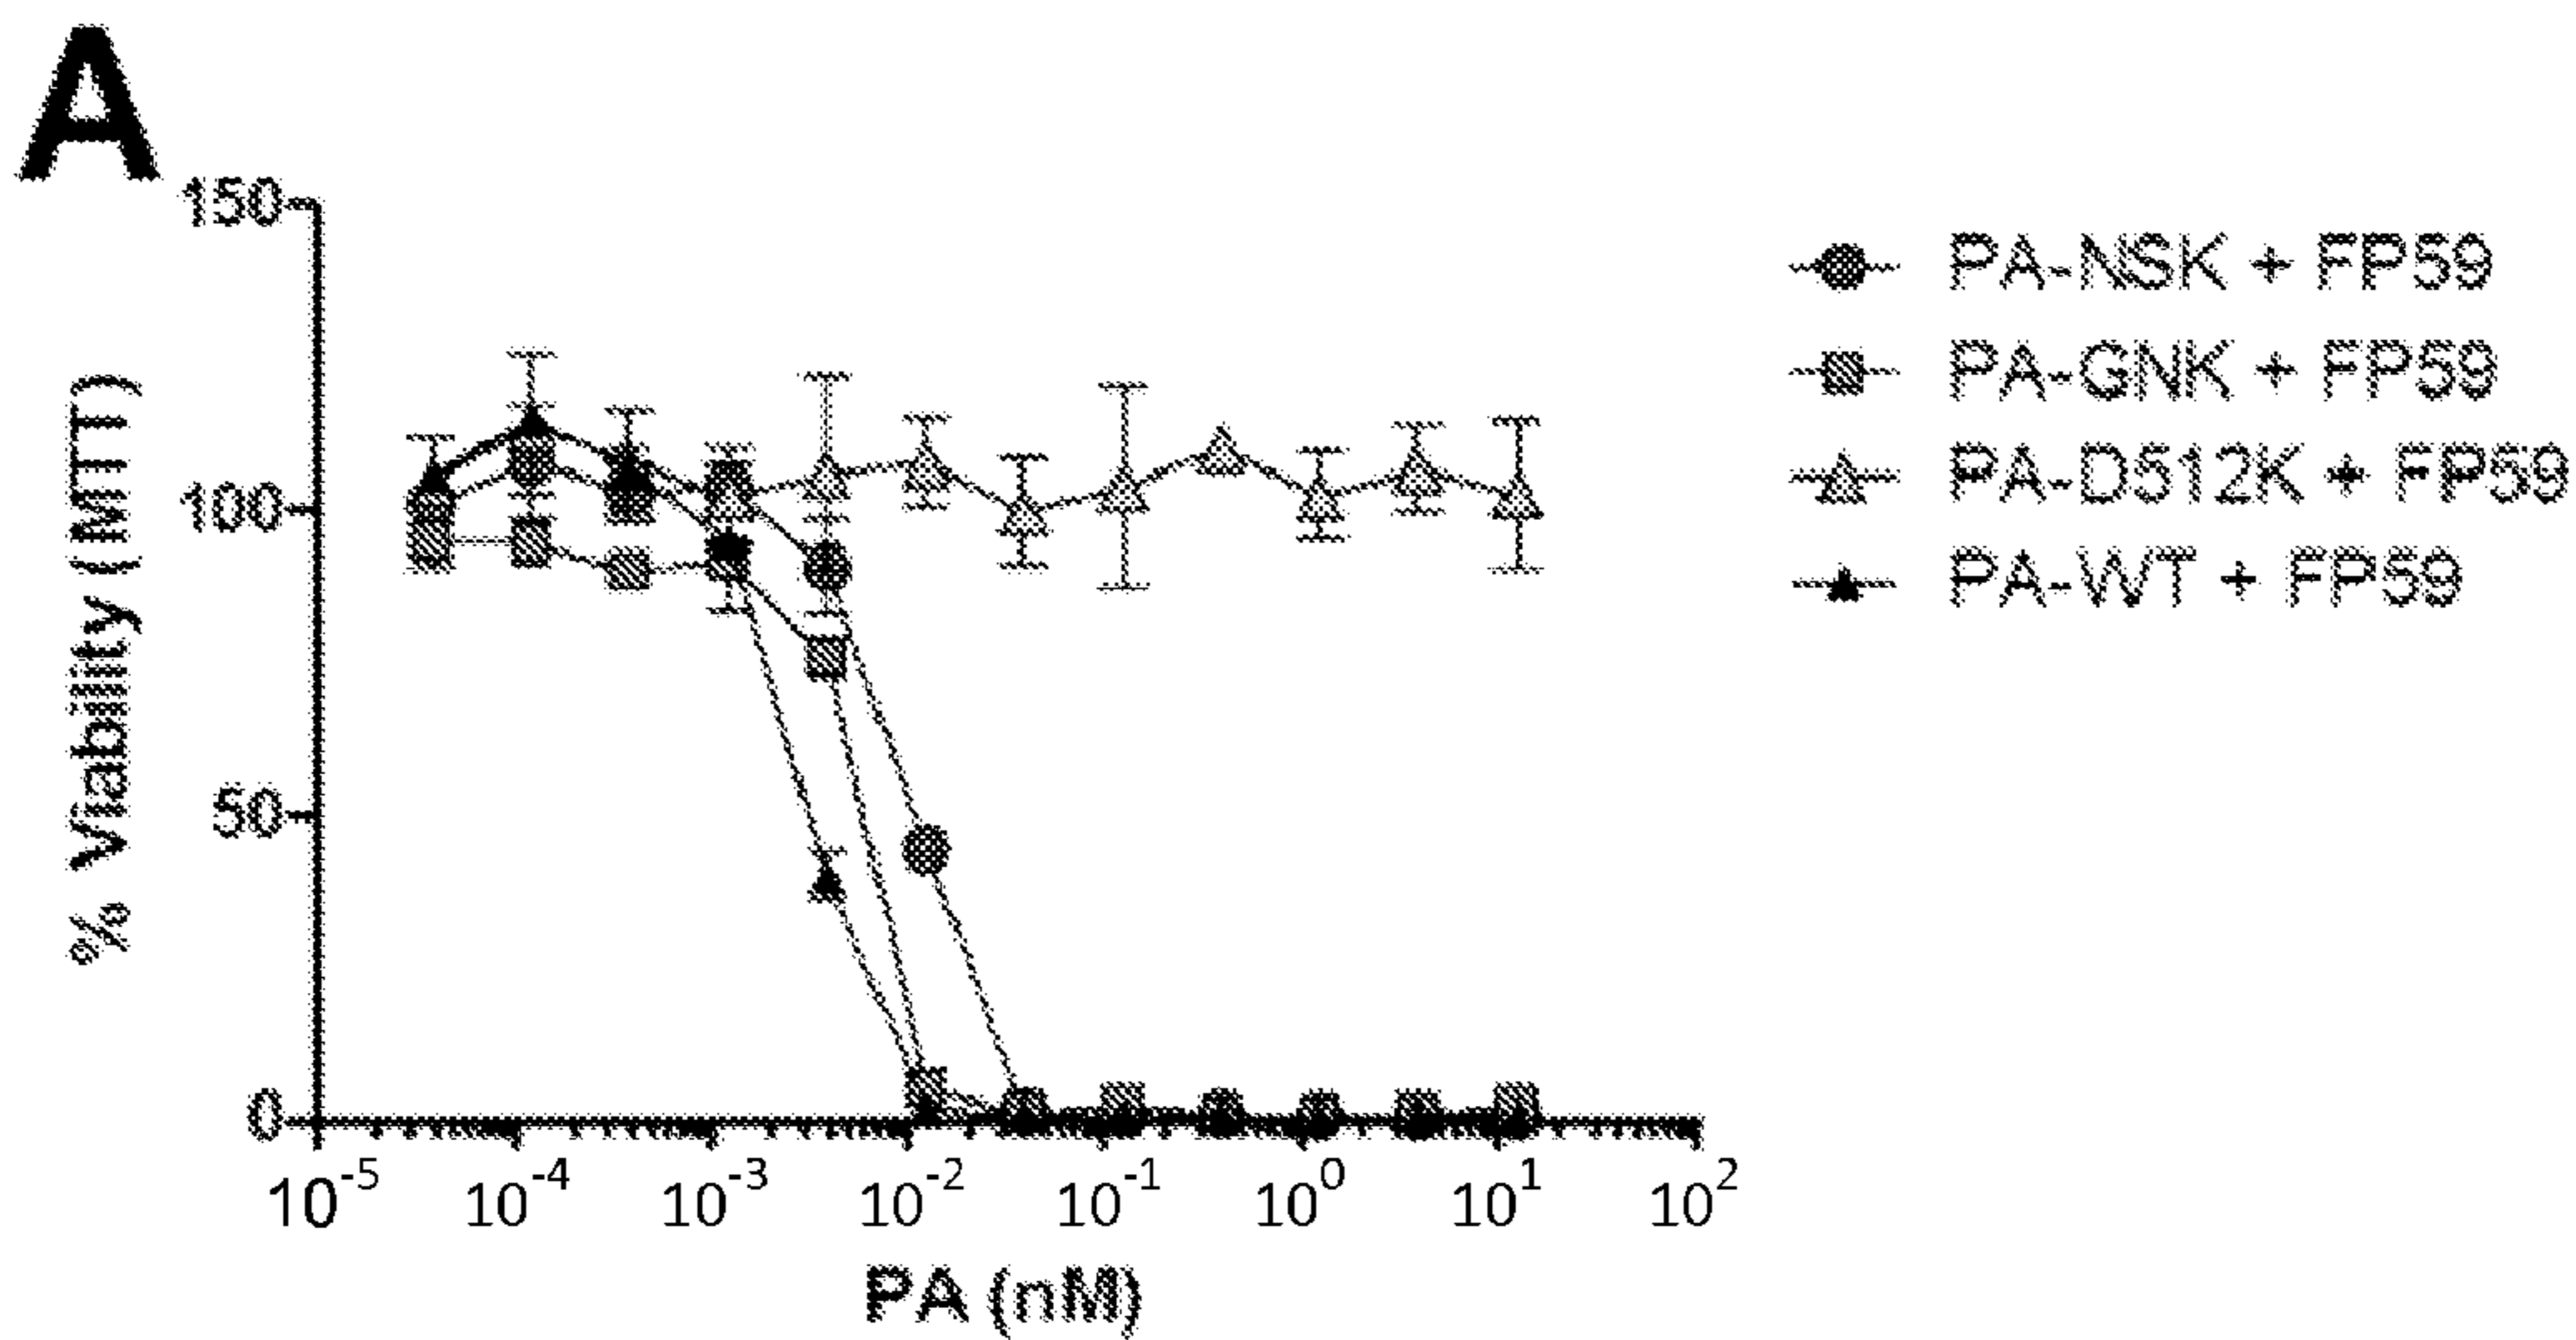 A
150
100
50
0
% Viability (MTT)
10-5
10-4
10-3
10-2
10-1
100
101
102
PA (nM)
PA-NSK + FP59
PA-GNK + FP59
PA-D512K + FP59
PA-WT + FP59